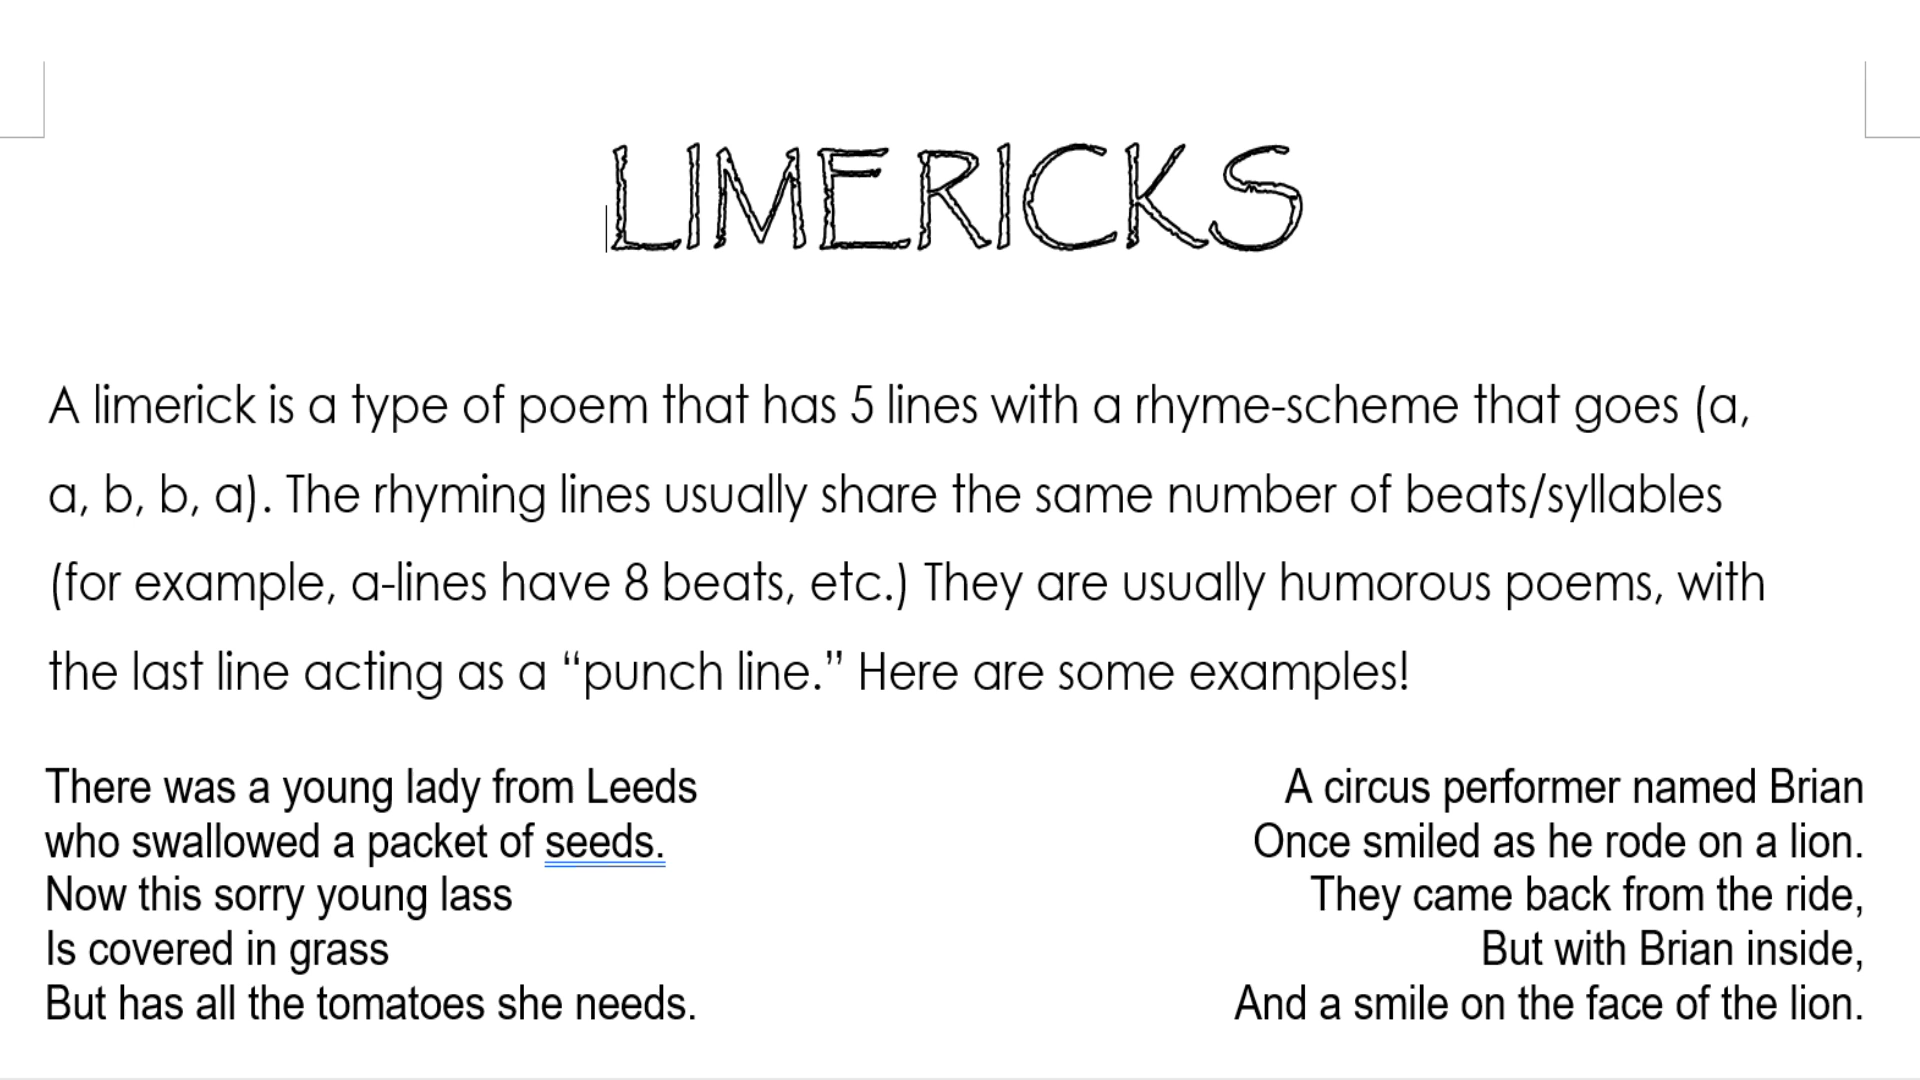 LIMERICKS
A limerick is a type of poem that has 5 lines with a rhyme-scheme that goes (a,
a, b, b, a). The rhyming lines usually share the same number of beats/syllables
(for example, a-lines have 8 beats, etc.) They are usually humorous poems, with
the last line acting as a “punch line.” Here are some examples!
There was a young lady from Leeds
who swallowed a packet of seeds.
Now this sorry young lass
Is covered in grass
But has all the tomatoes she needs.
A circus performer named Brian
Once smiled as he rode on a lion.
They came back from the ride,
But with Brian inside,
And a smile on the face of the lion.